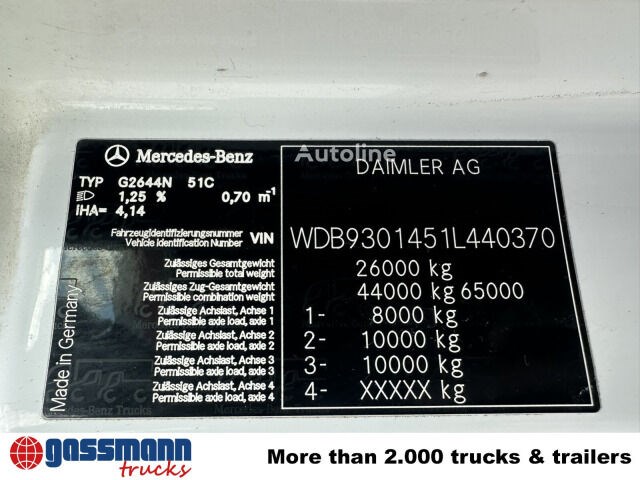 Mercedes-Benz
TYP G2644N 51C
1,25 % 0,70 m⁻¹
iHA= 4,14
Fahrzeugidentifizierungsnummer
Vehicle Identification Number VIN
Zulässiges Gesamtgewicht
Permissible total weight
Zulässiges Zug-Gesamtgewicht
Permissible combination weight
Zulässige Achslast, Achse 1
Permissible axle load, axle 1
Zulässige Achslast, Achse 2
Permissible axle load, axle 2
Zulässige Achslast, Achse 3
Permissible axle load, axle 3
Zulässige Achslast, Achse 4
Permissible axle load, axle 4
Made in Germany
Autoline
DAIMLER AG
WDB9301451L440370
26000 kg
44000 kg 65000
1- 8000 kg
2- 10000 kg
3- 10000 kg
4- XXXXX kg
gassmann
trucks
More than 2.000 trucks & trailers